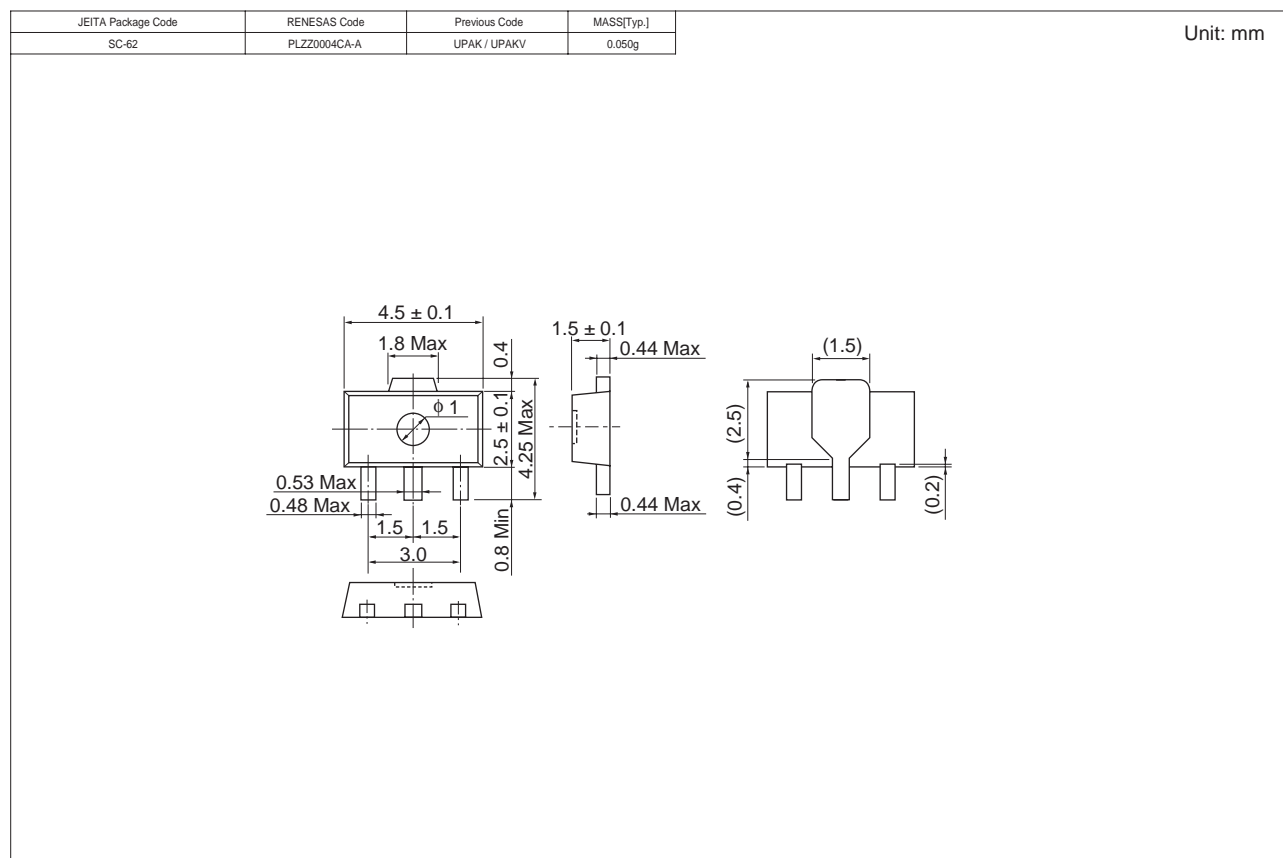 JEITA Package Code RENESAS Code Previous Code MASS[Typ.]
SC-62 PLZZ0004CA-A UPAK / UPAKV 0.050g
Unit: mm
4.5 ± 0.1
1.8 Max
0.4
ϕ 1
2.5 ± 0.1
4.25 Max
0.53 Max
0.48 Max
1.5 1.5
3.0
0.8 Min
1.5 ± 0.1
0.44 Max
0.44 Max
(1.5)
(2.5)
(0.4)
(0.2)